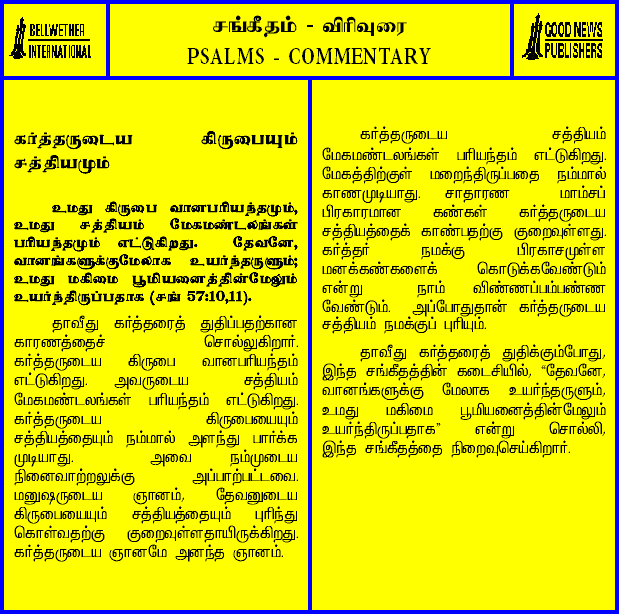 BELLWETHER
INTERNATIONAL
சங்கீதம் - விரிவுரை
PSALMS - COMMENTARY
GOOD NEWS
PUBLISHERS
கர்த்தருடைய கிருபையும்
சத்தியமும்
உமது கிருபை வானபரியந்தமும்,
உமது சத்தியம் மேகமண்டலங்கள்
பரியந்தமும் எட்டுகிறது. தேவனே,
வானங்களுக்குமேலாக உயர்ந்தருளும்;
உமது மகிமை பூமியனைத்தின்மேலும்
உயர்ந்திருப்பதாக (சங் 57:10,11).
தாவீது கர்த்தரைத் துதிப்பதற்கான
காரணத்தைச் சொல்லுகிறார்.
கர்த்தருடைய கிருபை வானபரியந்தம்
எட்டுகிறது. அவருடைய சத்தியம்
மேகமண்டலங்கள் பரியந்தம் எட்டுகிறது.
கர்த்தருடைய கிருபையையும்
சத்தியத்தையும் நம்மால் அளந்து பார்க்க
முடியாது. அவை நம்முடைய
நினைவாற்றலுக்கு அப்பாற்பட்டவை.
மனுஷருடைய ஞானம், தேவனுடைய
கிருபையையும் சத்தியத்தையும் புரிந்து
கொள்வதற்கு குறைவுள்ளதாயிருக்கிறது.
கர்த்தருடைய ஞானமே அனந்த ஞானம்.
கர்த்தருடைய சத்தியம்
மேகமண்டலங்கள் பரியந்தம் எட்டுகிறது.
மேகத்திற்குள் மறைந்திருப்பதை நம்மால்
காணமுடியாது. சாதாரண மாம்சப்
பிரகாரமான கண்கள் கர்த்தருடைய
சத்தியத்தைக் காண்பதற்கு குறைவுள்ளது.
கர்த்தர் நமக்கு பிரகாசமுள்ள
மனக்கண்களைக் கொடுக்கவேண்டும்
என்று நாம் விண்ணப்பம்பண்ண
வேண்டும். அப்போதுதான் கர்த்தருடைய
சத்தியம் நமக்குப் புரியும்.
தாவீது கர்த்தரைத் துதிக்கும்போது,
இந்த சங்கீதத்தின் கடைசியில், “தேவனே,
வானங்களுக்கு மேலாக உயர்ந்தருளும்,
உமது மகிமை பூமியனைத்தின்மேலும்
உயர்ந்திருப்பதாக” என்று சொல்லி,
இந்த சங்கீதத்தை நிறைவுசெய்கிறார்.